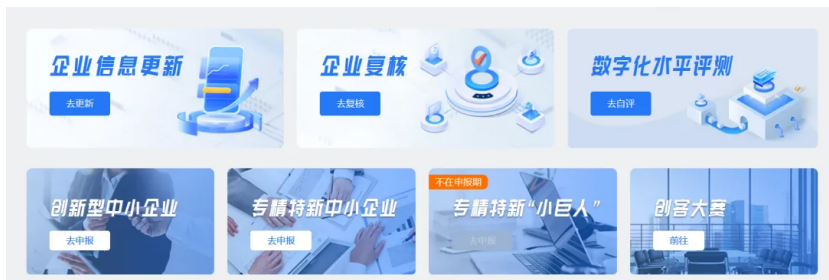 企业信息更新
去更新
企业复核
去复核
数字化水平评测
去自评
创新型中小企业
去申报
专精特新中小企业
去申报
不在申报期
专精特新“小巨人”
去申报
创客大赛
前往